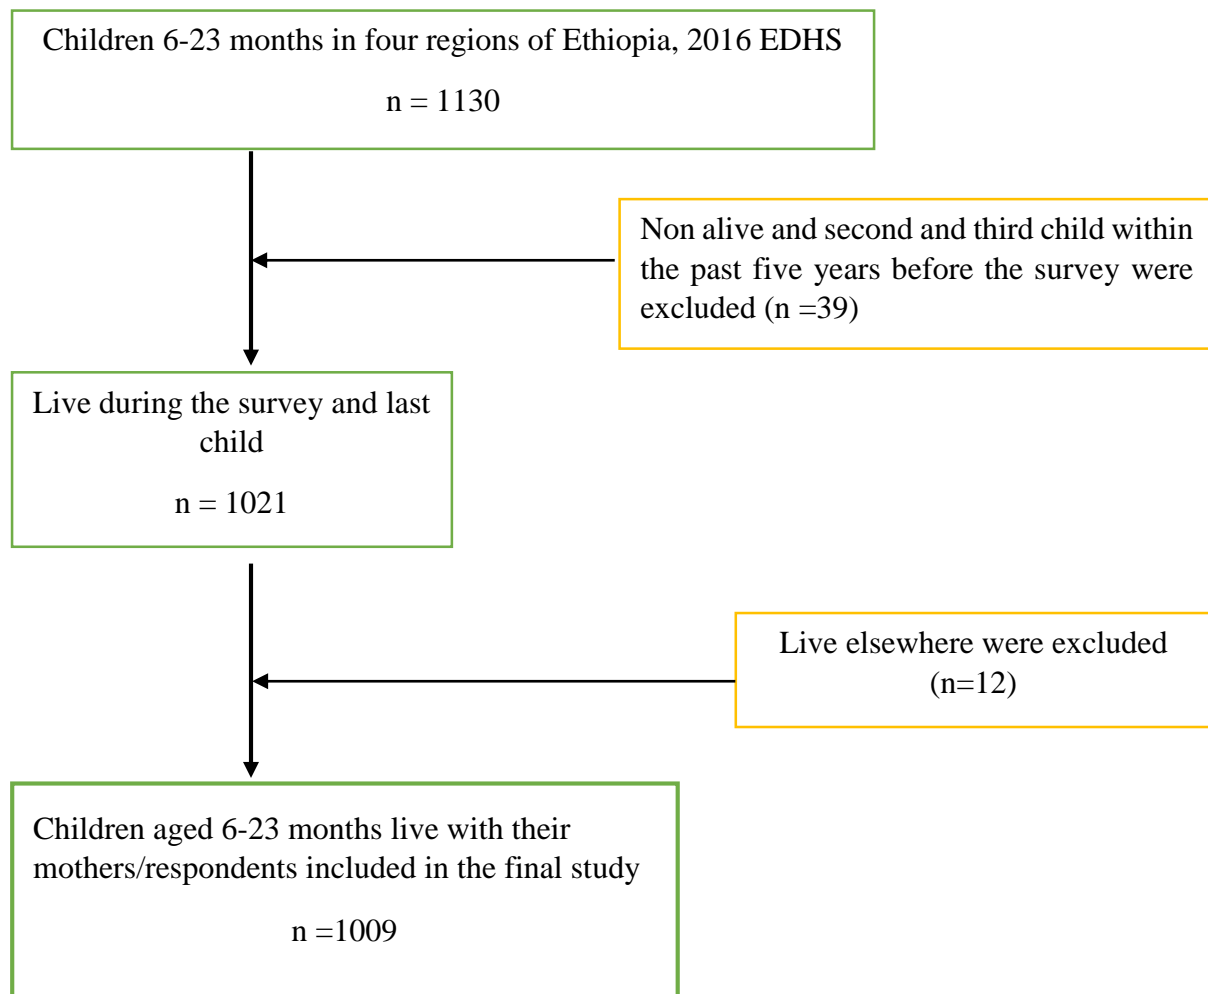 Children 6-23 months in four regions of Ethiopia, 2016 EDHS
n = 1130
Non alive and second and third child within
the past five years before the survey were
excluded (n =39)
Live during the survey and last
child
n = 1021
Live elsewhere were excluded
(n=12)
Children aged 6-23 months live with their
mothers/respondents included in the final study
n =1009